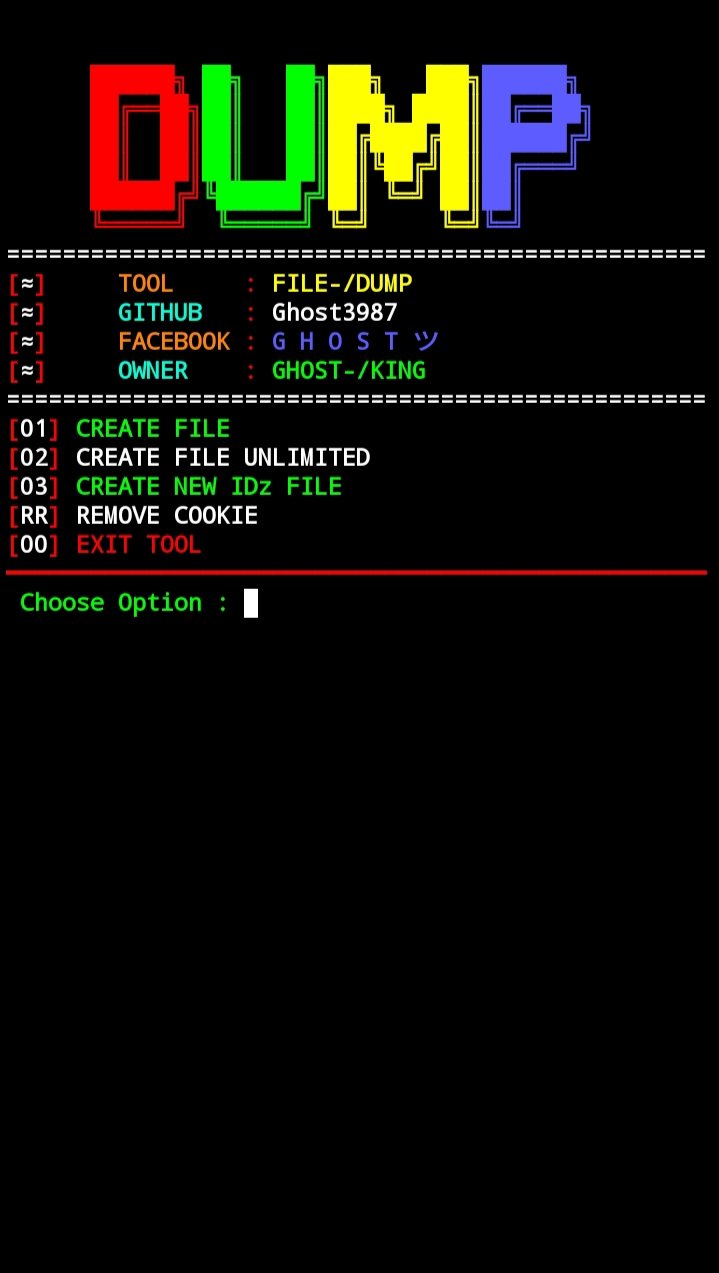 DUMP
==================================================
[≈] TOOL : FILE-/DUMP
[≈] GITHUB : Ghost3987
[≈] FACEBOOK : G H O S T ツ
[≈] OWNER : GHOST-/KING
==================================================
[01] CREATE FILE
[02] CREATE FILE UNLIMITED
[03] CREATE NEW IDz FILE
[RR] REMOVE COOKIE
[00] EXIT TOOL
Choose Option :